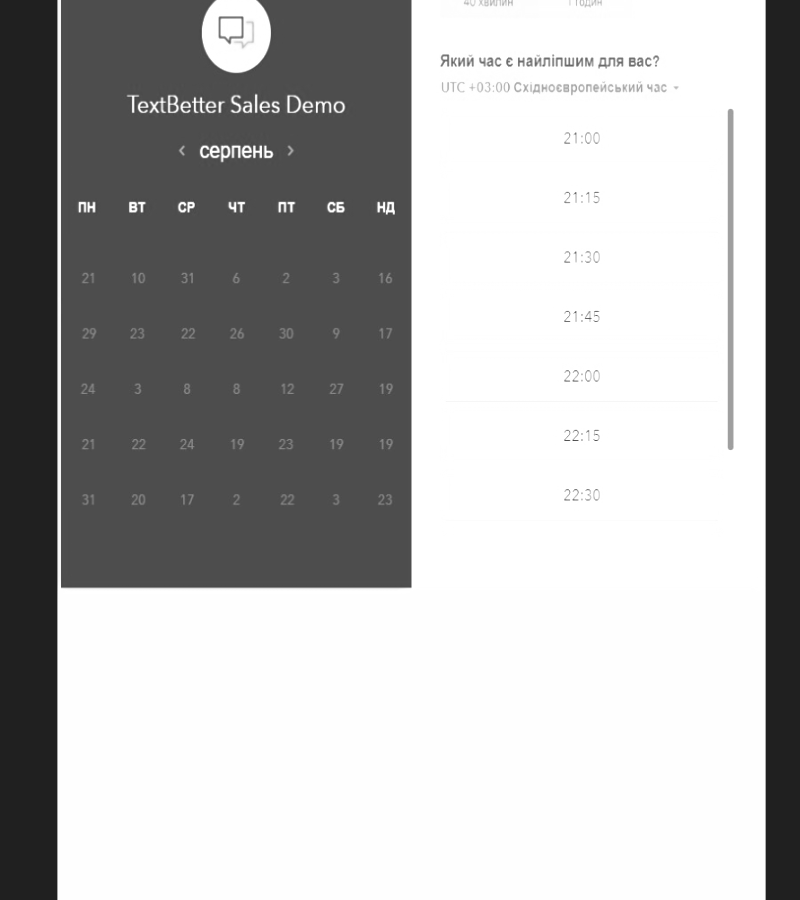 TextBetter Sales Demo
серпень
ПН ВТ СР ЧТ ПТ СБ НД
21 10 31 6 2 3 16
29 23 22 26 30 9 17
24 3 8 8 12 27 19
21 22 24 19 23 19 19
31 20 17 2 22 3 23
40 хвилин 1 годин
Який час є найліпшим для вас?
UTC +03:00 Східноєвропейський час
21:00
21:15
21:30
21:45
22:00
22:15
22:30